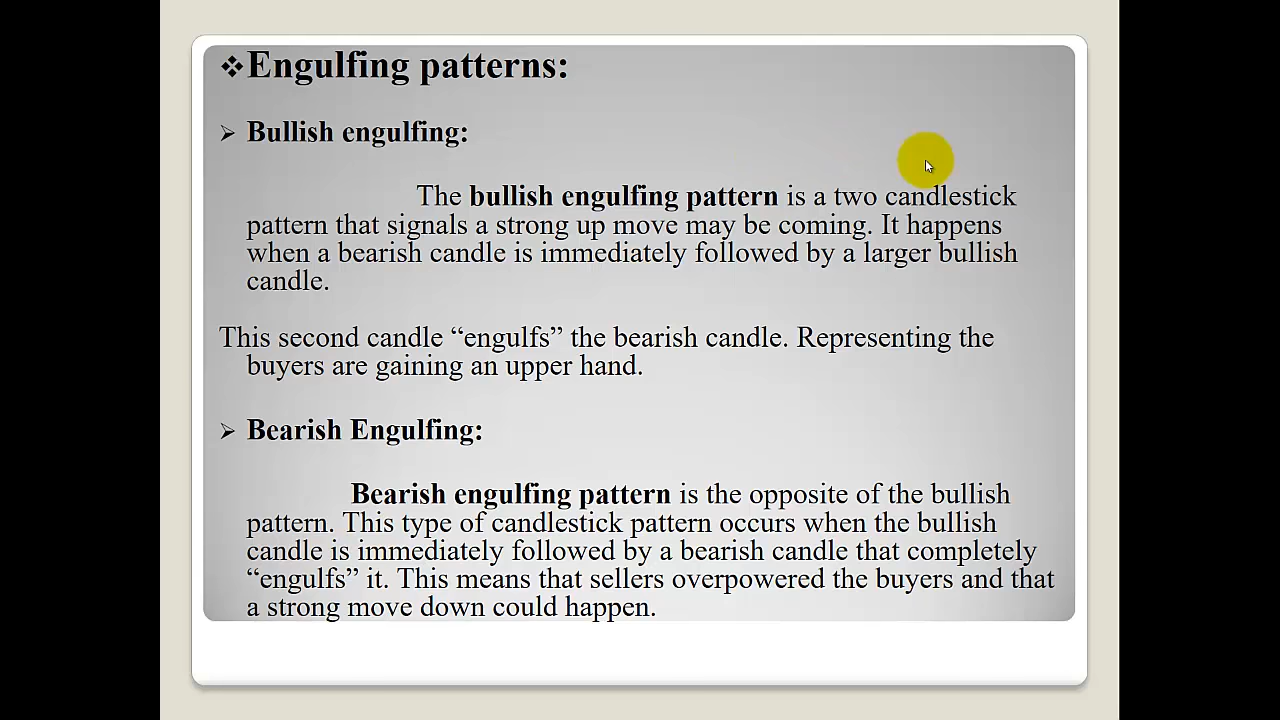 Engulfing patterns:
Bullish engulfing:
The bullish engulfing pattern is a two candlestick
pattern that signals a strong up move may be coming. It happens
when a bearish candle is immediately followed by a larger bullish
candle.
This second candle “engulfs” the bearish candle. Representing the
buyers are gaining an upper hand.
Bearish Engulfing:
Bearish engulfing pattern is the opposite of the bullish
pattern. This type of candlestick pattern occurs when the bullish
candle is immediately followed by a bearish candle that completely
“engulfs” it. This means that sellers overpowered the buyers and that
a strong move down could happen.